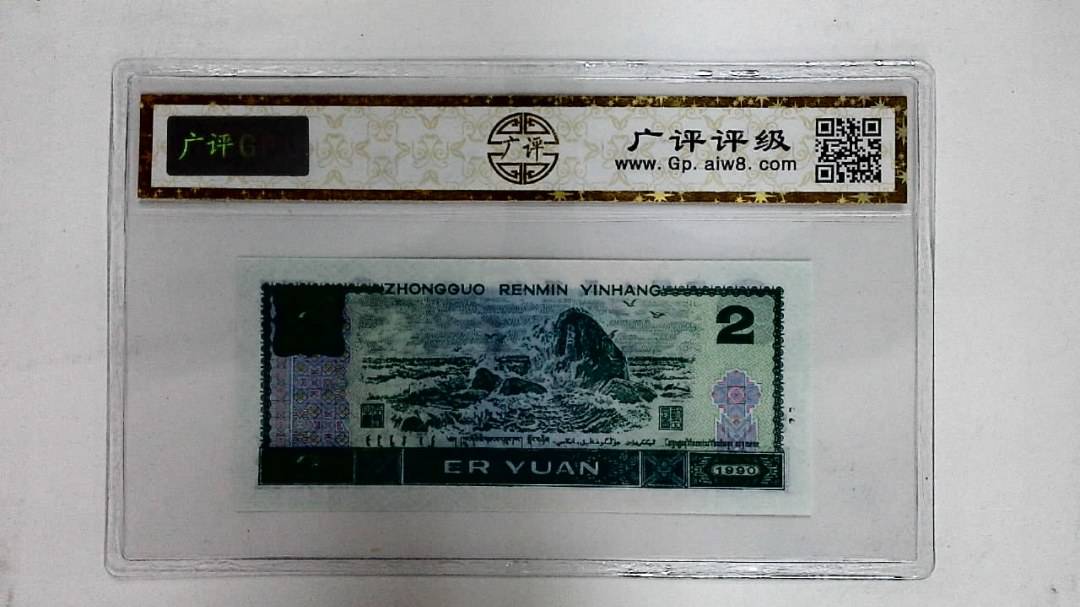 广评
广评
广评评级
www.Gp.aiw8.com
ZHONGGUO RENMIN YINHANG
2
ER YUAN
1990